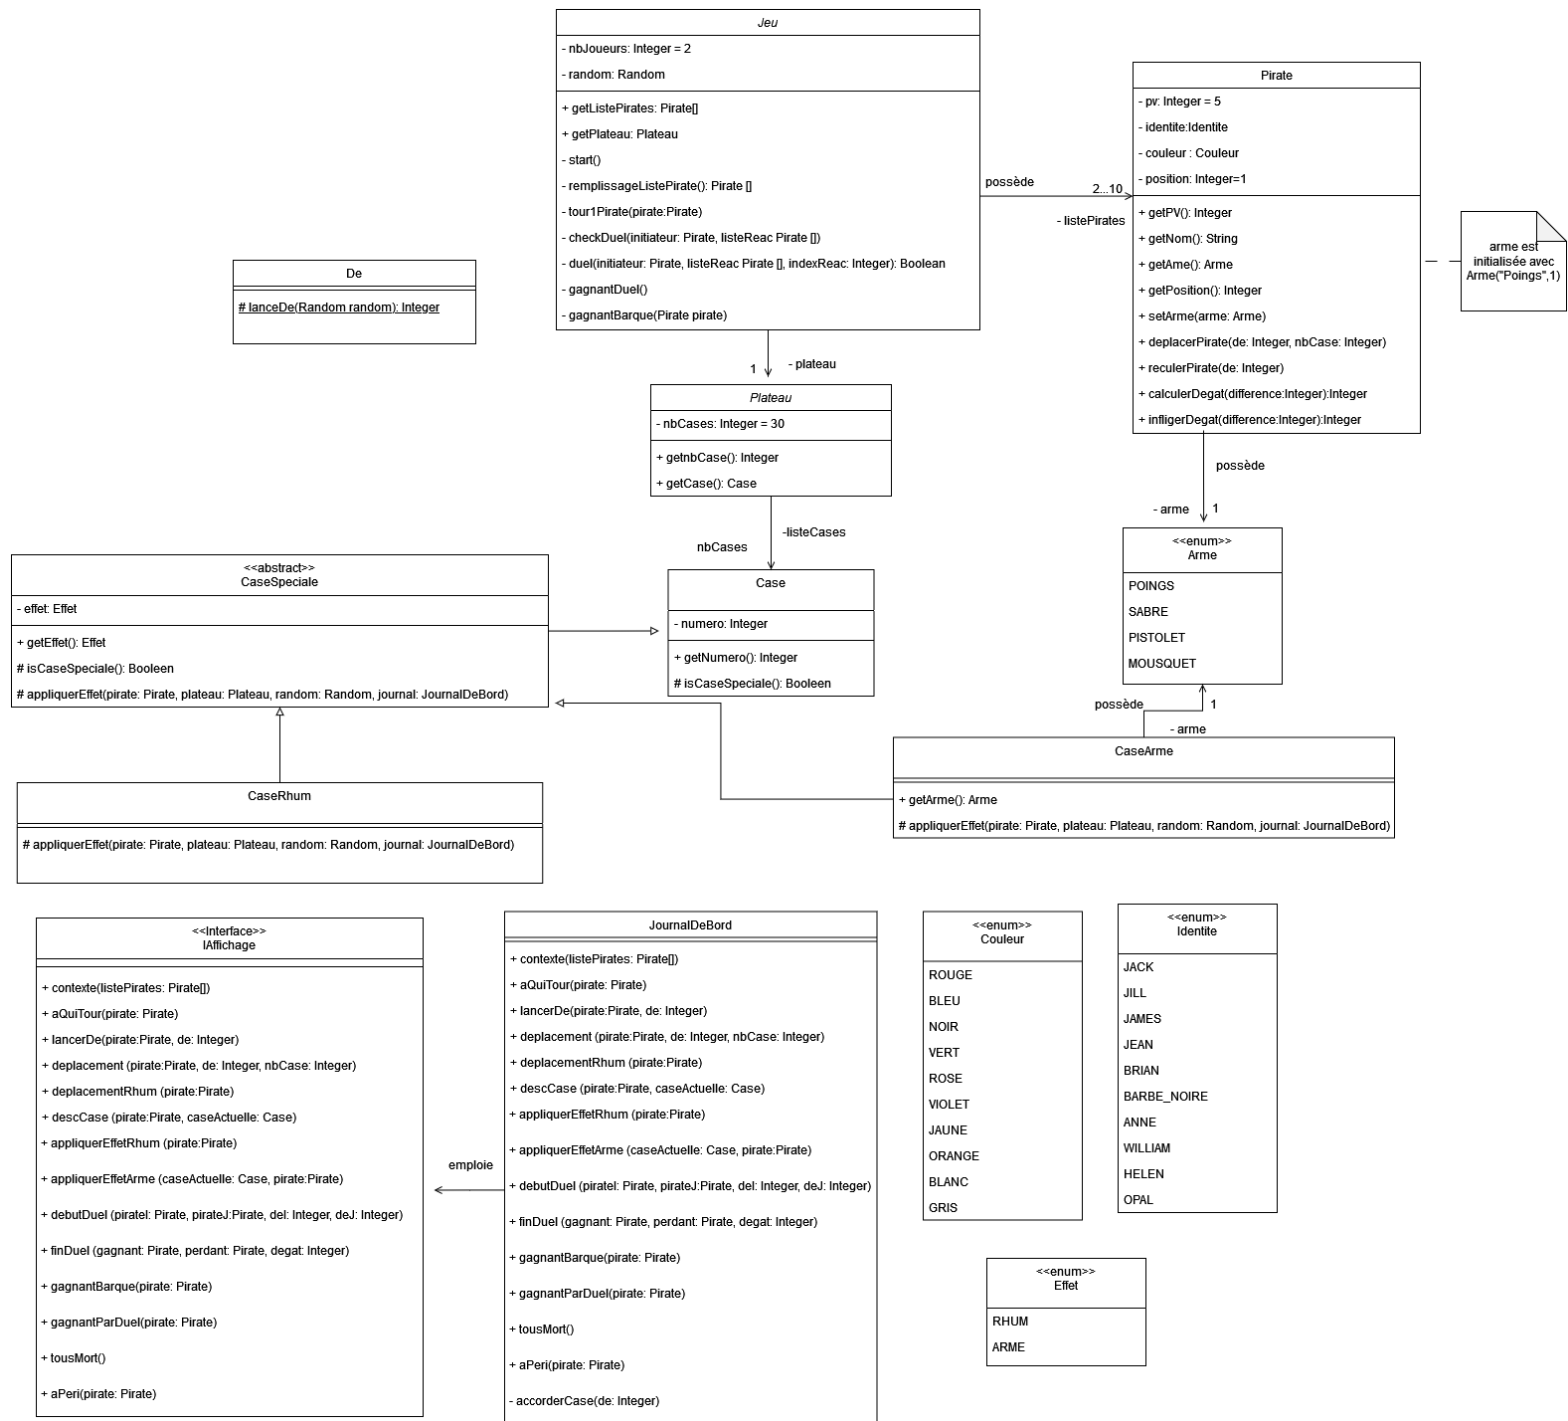 Jeu
- nbJoueurs: Integer = 2
- random: Random
+ getListePirates: Pirate[]
+ getPlateau: Plateau
- start()
- remplissageListePirate(): Pirate []
- tour1Pirate(pirate:Pirate)
- checkDuel(initiateur: Pirate, listeReac Pirate [])
- duel(initiateur: Pirate, listeReac Pirate [], indexReac: Integer): Boolean
- gagnantDuel()
- gagnantBarque(Pirate pirate)
possède
2...10
- listePirates
Pirate
- pv: Integer = 5
- identite:Identite
- couleur : Couleur
- position: Integer=1
+ getPV(): Integer
+ getNom(): String
+ getAme(): Arme
+ getPosition(): Integer
+ setArme(arme: Arme)
+ deplacerPirate(de: Integer, nbCase: Integer)
+ reculerPirate(de: Integer)
+ calculerDegat(difference:Integer):Integer
+ infligerDegat(difference:Integer):Integer
arme est
initialisée avec
Arme("Poings",1)
De
# lanceDe(Random random): Integer
1
- plateau
Plateau
- nbCases: Integer = 30
+ getnbCase(): Integer
+ getCase(): Case
possède
- arme
1
-listeCases
nbCases
<<enum>>
Arme
POINGS
SABRE
PISTOLET
MOUSQUET
<<abstract>>
CaseSpeciale
- effet: Effet
+ getEffet(): Effet
# isCaseSpeciale(): Booleen
# appliquerEffet(pirate: Pirate, plateau: Plateau, random: Random, journal: JournalDeBord)
Case
- numero: Integer
+ getNumero(): Integer
# isCaseSpeciale(): Booleen
possède
1
- arme
CaseArme
+ getArme(): Arme
# appliquerEffet(pirate: Pirate, plateau: Plateau, random: Random, journal: JournalDeBord)
CaseRhum
# appliquerEffet(pirate: Pirate, plateau: Plateau, random: Random, journal: JournalDeBord)
<<Interface>>
IAffichage
+ contexte(listePirates: Pirate[])
+ aQuiTour(pirate: Pirate)
+ lancerDe(pirate:Pirate, de: Integer)
+ deplacement (pirate:Pirate, de: Integer, nbCase: Integer)
+ deplacementRhum (pirate:Pirate)
+ descCase (pirate:Pirate, caseActuelle: Case)
+ appliquerEffetRhum (pirate:Pirate)
+ appliquerEffetArme (caseActuelle: Case, pirate:Pirate)
+ debutDuel (pirateI: Pirate, pirateJ:Pirate, deI: Integer, deJ: Integer)
+ finDuel (gagnant: Pirate, perdant: Pirate, degat: Integer)
+ gagnantBarque(pirate: Pirate)
+ gagnantParDuel(pirate: Pirate)
+ tousMort()
+ aPeri(pirate: Pirate)
emploie
JournalDeBord
+ contexte(listePirates: Pirate[])
+ aQuiTour(pirate: Pirate)
+ lancerDe(pirate:Pirate, de: Integer)
+ deplacement (pirate:Pirate, de: Integer, nbCase: Integer)
+ deplacementRhum (pirate:Pirate)
+ descCase (pirate:Pirate, caseActuelle: Case)
+ appliquerEffetRhum (pirate:Pirate)
+ appliquerEffetArme (caseActuelle: Case, pirate:Pirate)
+ debutDuel (pirateI: Pirate, pirateJ:Pirate, deI: Integer, deJ: Integer)
+ finDuel (gagnant: Pirate, perdant: Pirate, degat: Integer)
+ gagnantBarque(pirate: Pirate)
+ gagnantParDuel(pirate: Pirate)
+ tousMort()
+ aPeri(pirate: Pirate)
- accorderCase(de: Integer)
<<enum>>
Couleur
ROUGE
BLEU
NOIR
VERT
ROSE
VIOLET
JAUNE
ORANGE
BLANC
GRIS
<<enum>>
Identite
JACK
JILL
JAMES
JEAN
BRIAN
BARBE_NOIRE
ANNE
WILLIAM
HELEN
OPAL
<<enum>>
Effet
RHUM
ARME